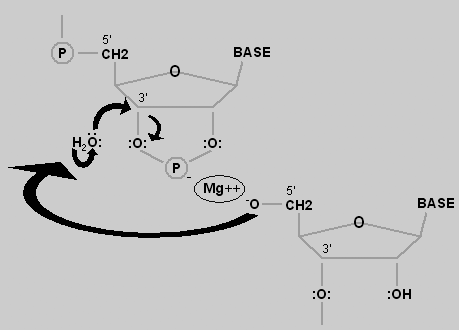 5'
P CH2 BASE
O
3'
H₂O:
:O: :O:
P -
Mg++
5'
-O CH2 BASE
O
3'
:O: :OH